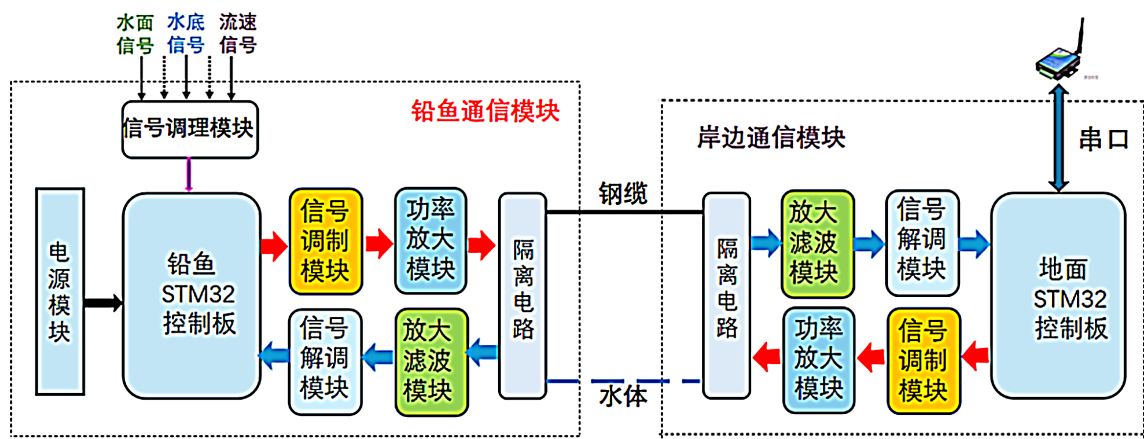 水面
信号
水底
信号
流速
信号
信号调理模块
铅鱼通信模块
电
源
模
块
铅鱼
STM32
控制板
信号
调制
模块
功率
放大
模块
信号
解调
模块
放大
滤波
模块
隔
离
电
路
钢缆
水体
岸边通信模块
串口
隔
离
电
路
放大
滤波
模块
信号
解调
模块
功率
放大
模块
信号
调制
模块
地面
STM32
控制板